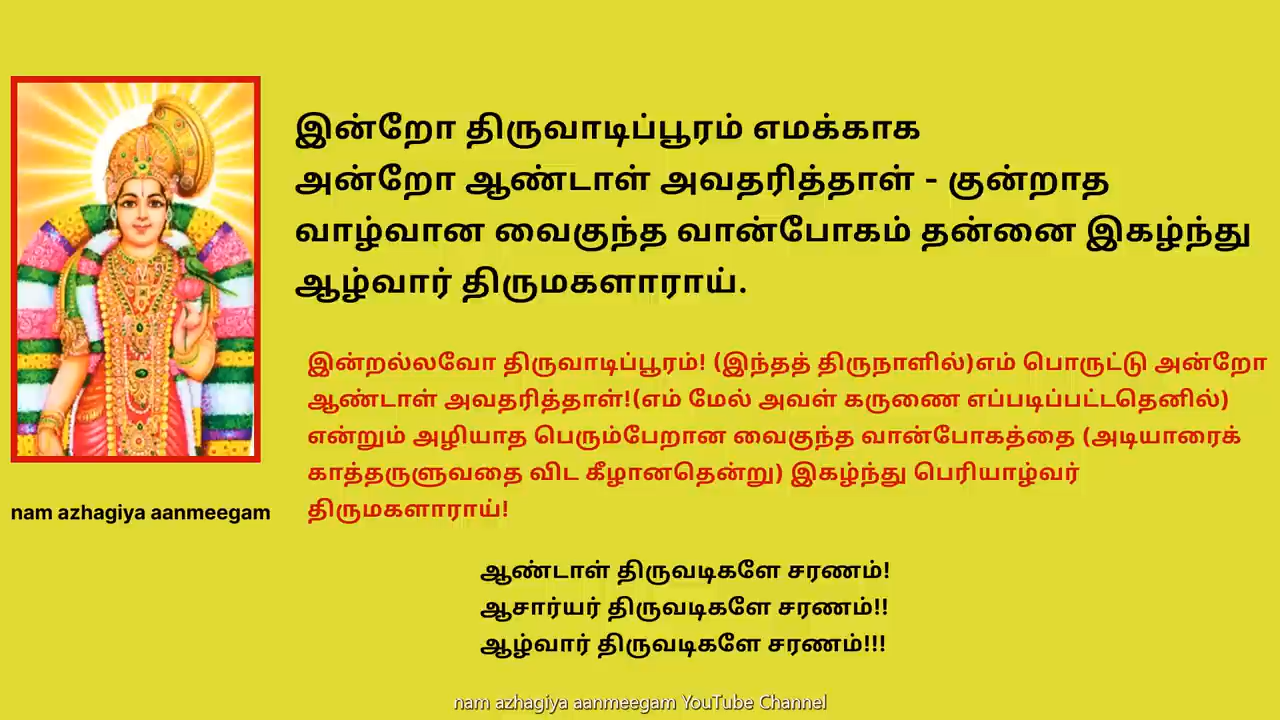 இன்றோ திருவாடிப்பூரம் எமக்காக
அன்றோ ஆண்டாள் அவதரித்தாள் - குன்றாத
வாழ்வான வைகுந்த வான்போகம் தன்னை இகழ்ந்து
ஆழ்வார் திருமகளாராய்.
இன்றல்லவோ திருவாடிப்பூரம்! (இந்தத் திருநாளில்)எம் பொருட்டு அன்றோ
ஆண்டாள் அவதரித்தாள்!(எம் மேல் அவள் கருணை எப்படிப்பட்டதெனில்)
என்றும் அழியாத பெரும்பேறான வைகுந்த வான்போகத்தை (அடியாரைக்
காத்தருளுவதை விட கீழானதென்று) இகழ்ந்து பெரியாழ்வர்
திருமகளாராய்!
nam azhagiya aanmeegam
ஆண்டாள் திருவடிகளே சரணம்!
ஆசார்யர் திருவடிகளே சரணம்!!
ஆழ்வார் திருவடிகளே சரணம்!!!
nam azhagiya aanmeegam YouTube Channel